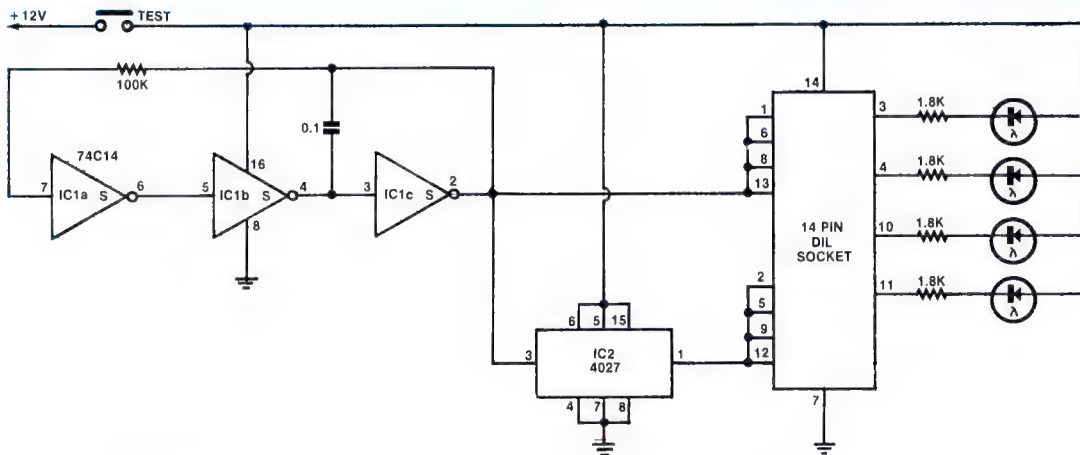 + 12V
TEST
100K
0.1
74C14
7
IC1a
S
6
5
16
IC1b
S
8
4
3
IC1c
S
2
6
5
15
3
IC2
4027
1
4
7
8
14
1
6
8
13
2
5
9
12
14 PIN
DIL
SOCKET
7
3
1.8K
λ
4
1.8K
λ
10
1.8K
λ
11
1.8K
λ